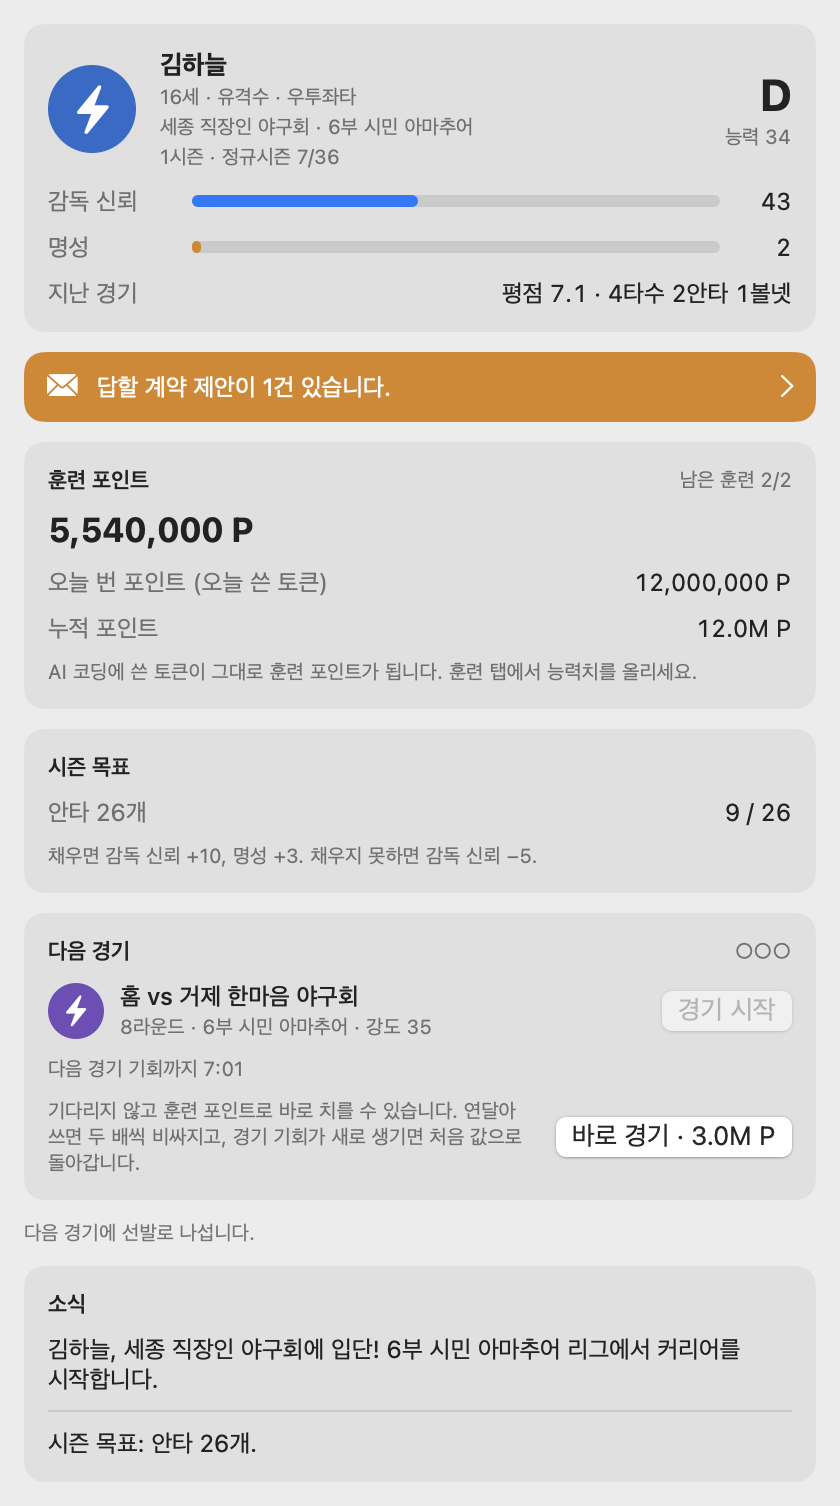 김하늘
16세 · 유격수 · 우투좌타
세종 직장인 야구회 · 6부 시민 아마추어
1시즌 · 정규시즌 7/36
D
능력 34
감독 신뢰 43
명성 2
지난 경기 평점 7.1 · 4타수 2안타 1볼넷
답할 계약 제안이 1건 있습니다.
훈련 포인트 남은 훈련 2/2
5,540,000 P
오늘 번 포인트 (오늘 쓴 토큰) 12,000,000 P
누적 포인트 12.0M P
AI 코딩에 쓴 토큰이 그대로 훈련 포인트가 됩니다. 훈련 탭에서 능력치를 올리세요.
시즌 목표
안타 26개 9 / 26
채우면 감독 신뢰 +10, 명성 +3. 채우지 못하면 감독 신뢰 −5.
다음 경기
홈 vs 거제 한마음 야구회
8라운드 · 6부 시민 아마추어 · 강도 35
경기 시작
다음 경기 기회까지 7:01
기다리지 않고 훈련 포인트로 바로 치를 수 있습니다. 연달아
쓰면 두 배씩 비싸지고, 경기 기회가 새로 생기면 처음 값으로
돌아갑니다.
바로 경기 · 3.0M P
다음 경기에 선발로 나섭니다.
소식
김하늘, 세종 직장인 야구회에 입단! 6부 시민 아마추어 리그에서 커리어를
시작합니다.
시즌 목표: 안타 26개.